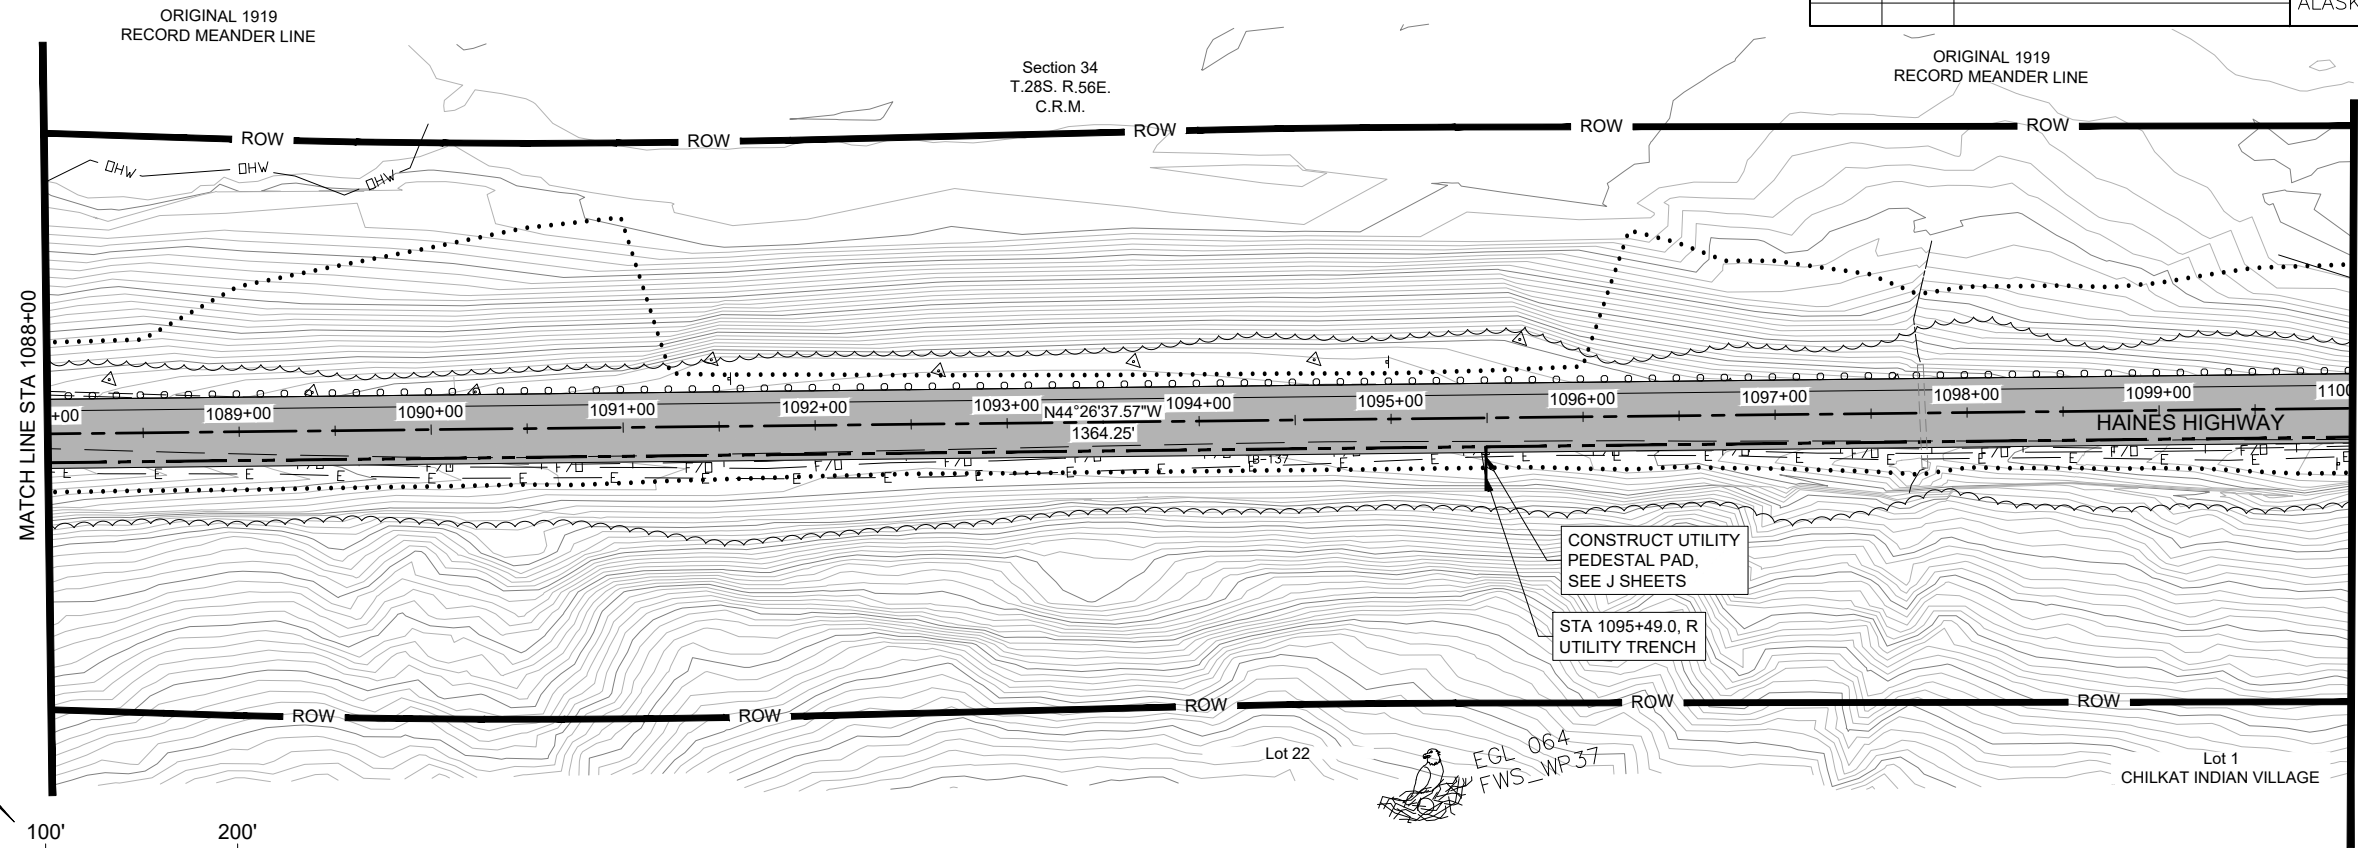 ORIGINAL 1919
RECORD MEANDER LINE
ALASK
Section 34
T.28S. R.56E.
C.R.M.
ORIGINAL 1919
RECORD MEANDER LINE
ROW ROW ROW ROW ROW
OHW OHW OHW
MATCH LINE STA 1088+00
+00 1089+00 1090+00 1091+00 1092+00 1093+00 1094+00 1095+00 1096+00 1097+00 1098+00 1099+00 1100
N44°26'37.57"W
1364.25'
HAINES HIGHWAY
F/O F/O F/O F/O F/O F/O F/O F/O F/O F/O
E E E E E E E E E E E E E E E E E E
B-137
CONSTRUCT UTILITY
PEDESTAL PAD,
SEE J SHEETS
STA 1095+49.0, R
UTILITY TRENCH
ROW ROW ROW ROW ROW
Lot 22
EGL 064
FWS_WP37
Lot 1
CHILKAT INDIAN VILLAGE
100' 200'